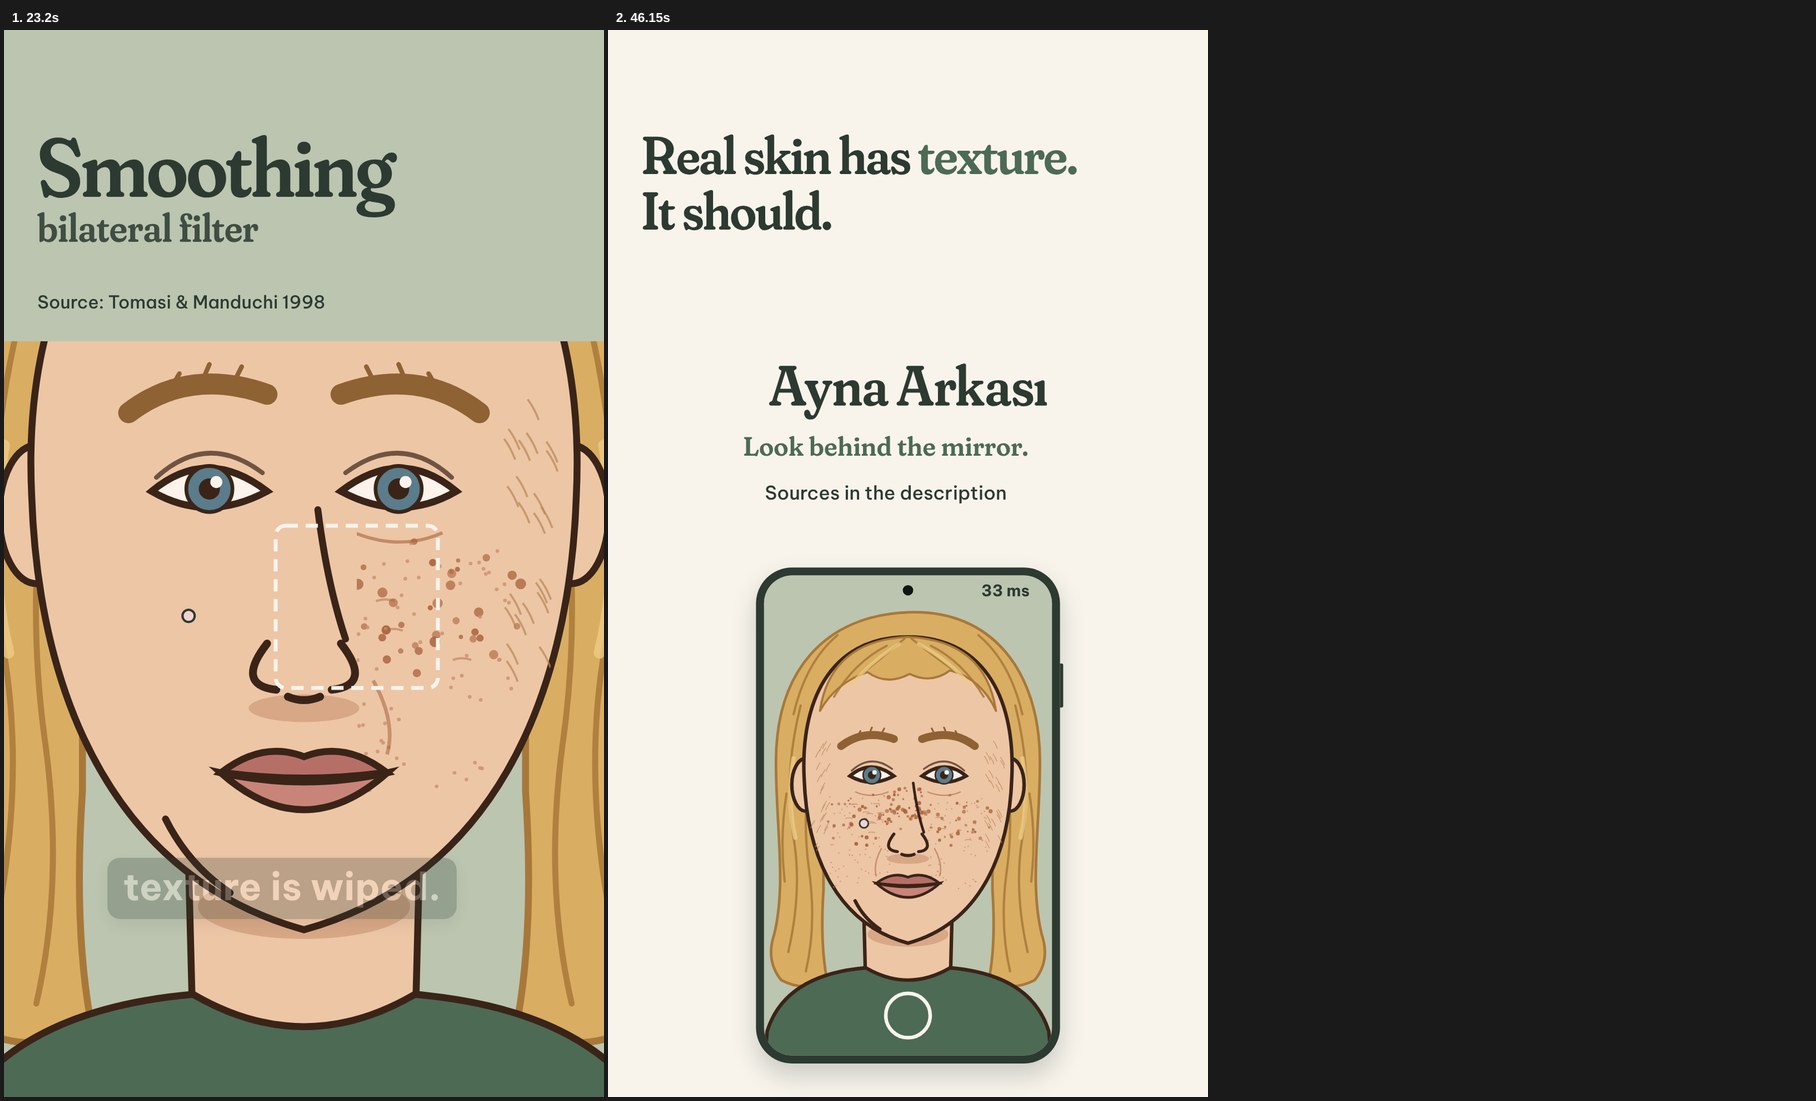 1. 23.2s
Smoothing
bilateral filter
Source: Tomasi & Manduchi 1998
texture is wiped.
2. 46.15s
Real skin has texture.
It should.
Ayna Arkası
Look behind the mirror.
Sources in the description
33 ms